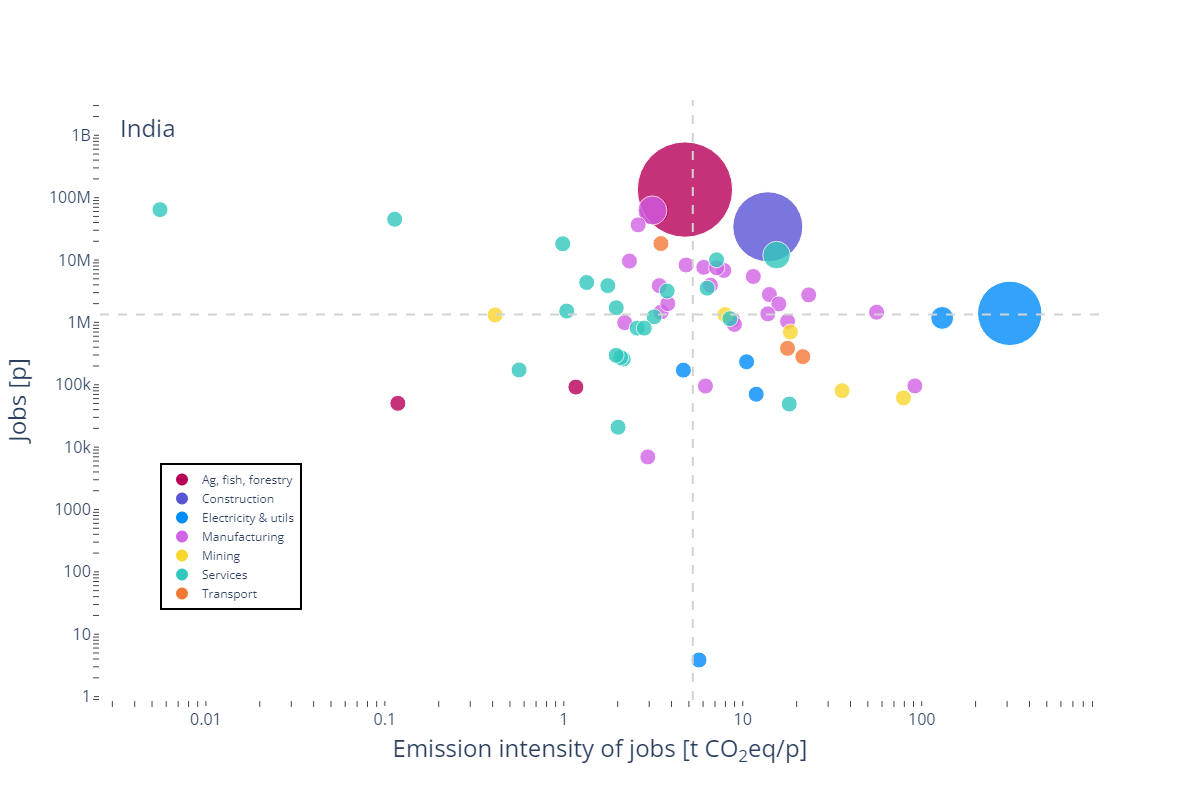 India
1B
100M
10M
1M
100k
10k
1000
100
10
1
Jobs [p]
Ag, fish, forestry
Construction
Electricity & utils
Manufacturing
Mining
Services
Transport
0.01 0.1 1 10 100
Emission intensity of jobs [t CO₂eq/p]